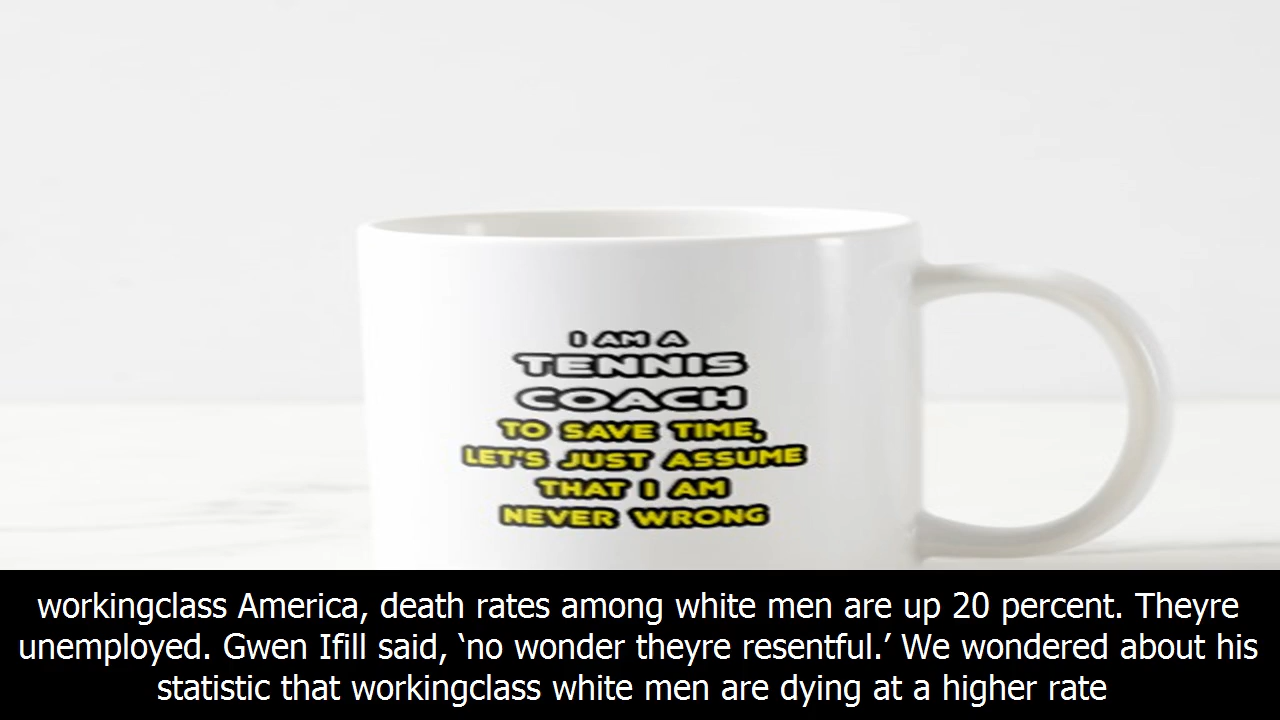 I AM A
TENNIS
COACH
TO SAVE TIME,
LET'S JUST ASSUME
THAT I AM
NEVER WRONG
workingclass America, death rates among white men are up 20 percent. Theyre
unemployed. Gwen Ifill said, ‘no wonder theyre resentful.’ We wondered about his
statistic that workingclass white men are dying at a higher rate